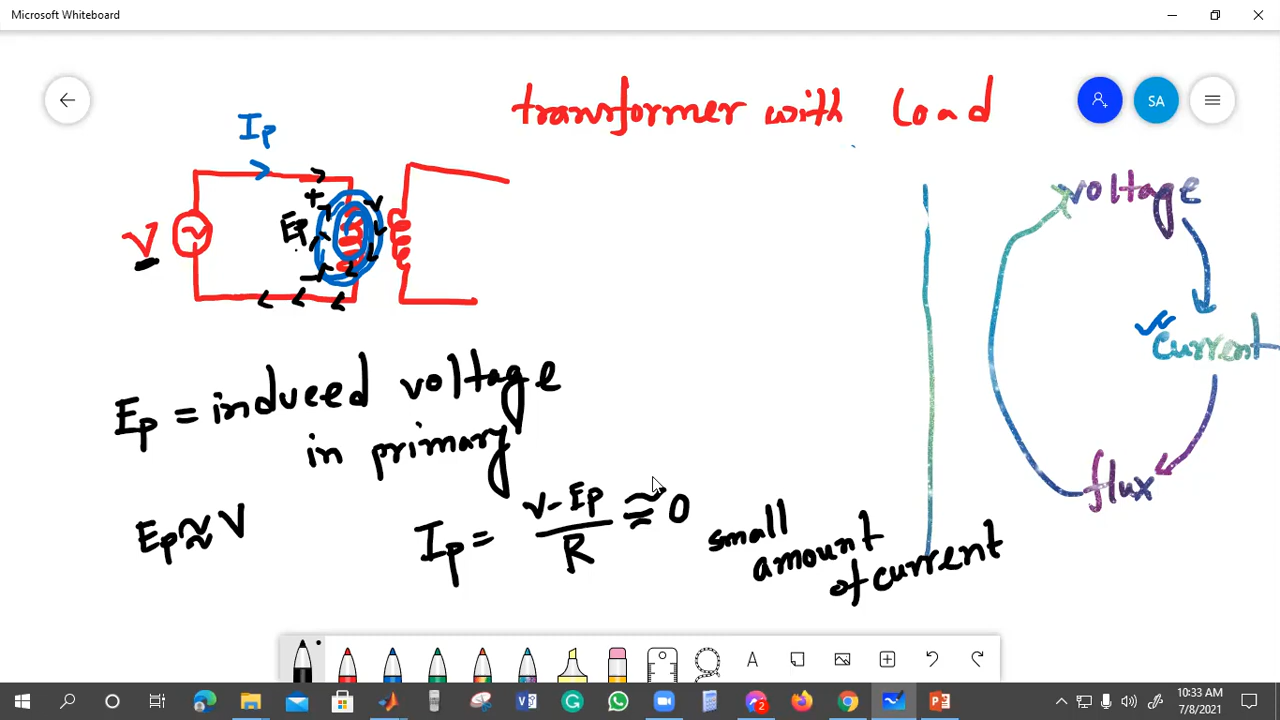 Microsoft Whiteboard
transformer with load
SA
Ip
voltage
+
V
Ep
-
current
Ep = induced voltage
in primary
flux
Ep ≈ V
Ip = V - Ep / R ≈ 0
small
amount
of current
A
2
10:33 AM
7/8/2021